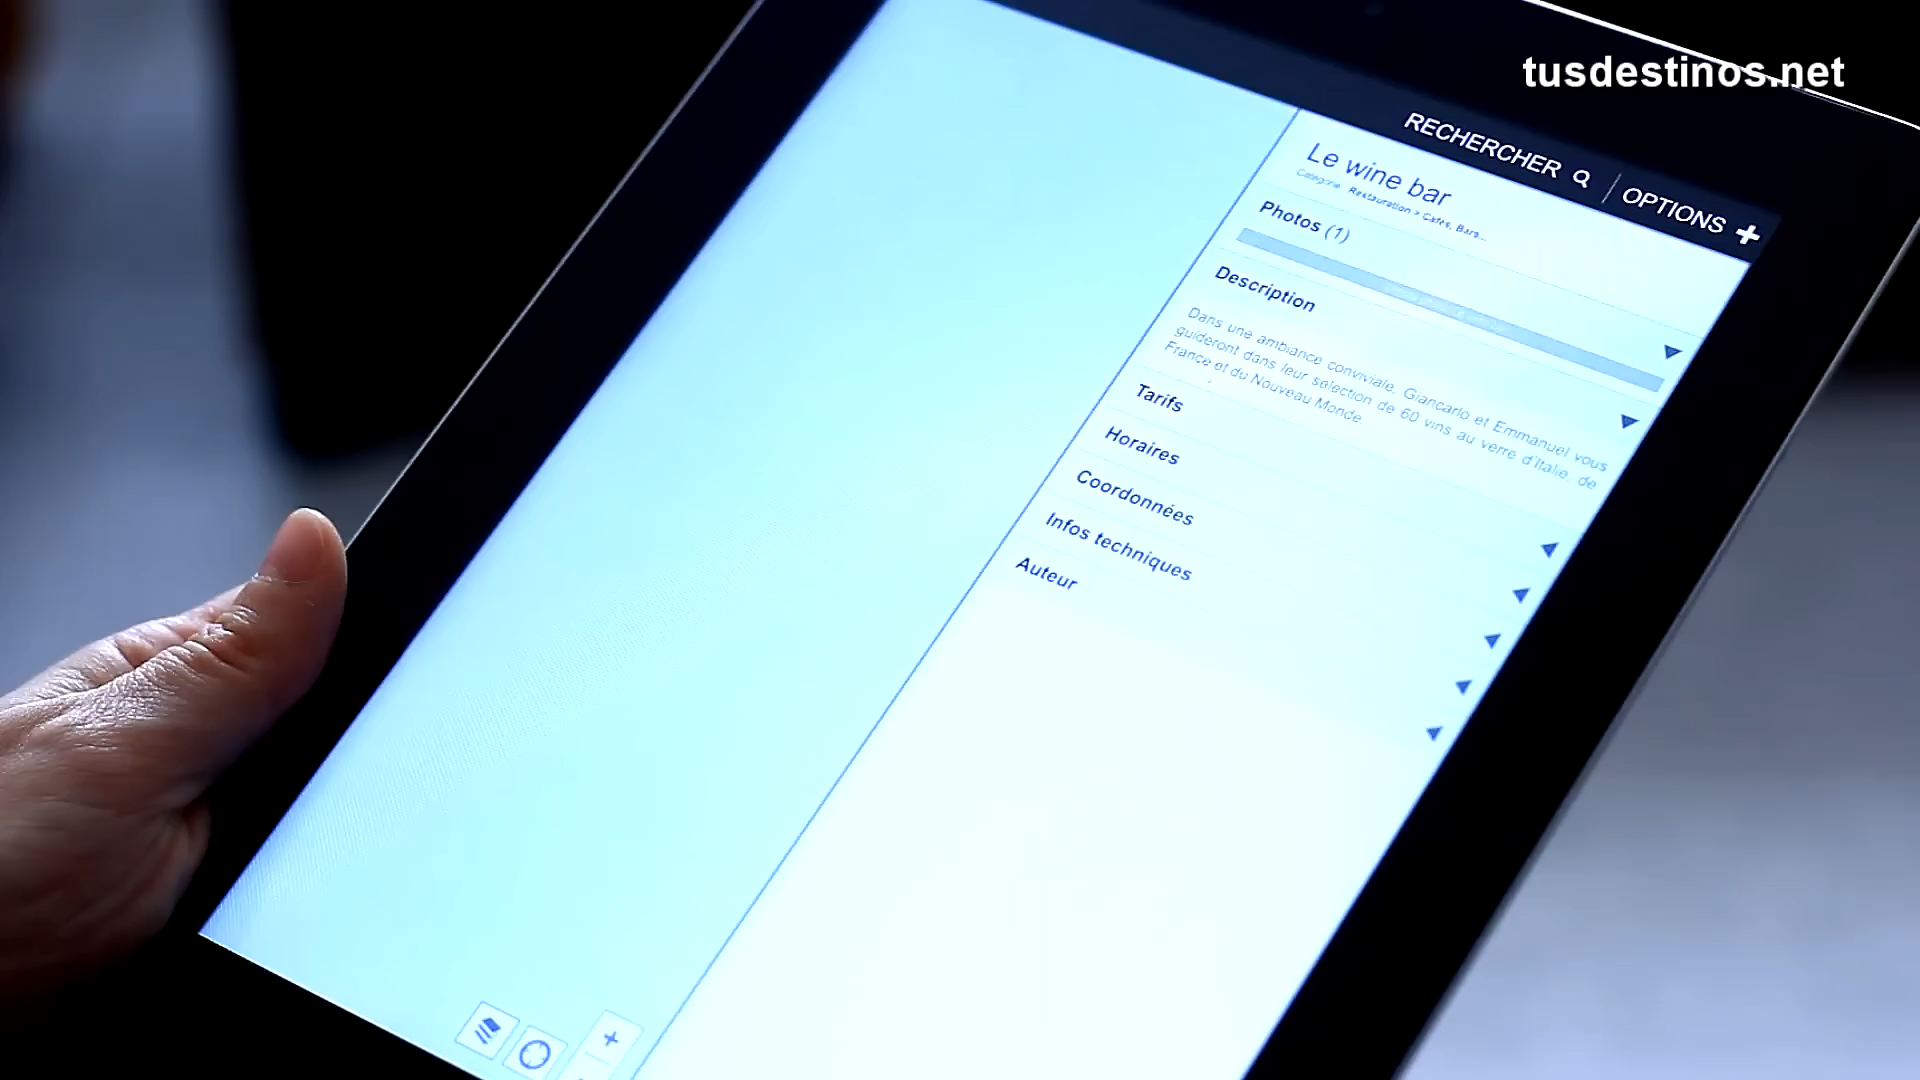 tusdestinos.net
RECHERCHER
OPTIONS
Le wine bar
Catégorie Restauration > Cafés, Bars...
Photos (1)
Description
Dans une ambiance conviviale, Giancarlo et Emmanuel vous
guideront dans leur sélection de 60 vins au verre d'Italie, de
France et du Nouveau Monde.
Tarifs
Horaires
Coordonnées
Infos techniques
Auteur